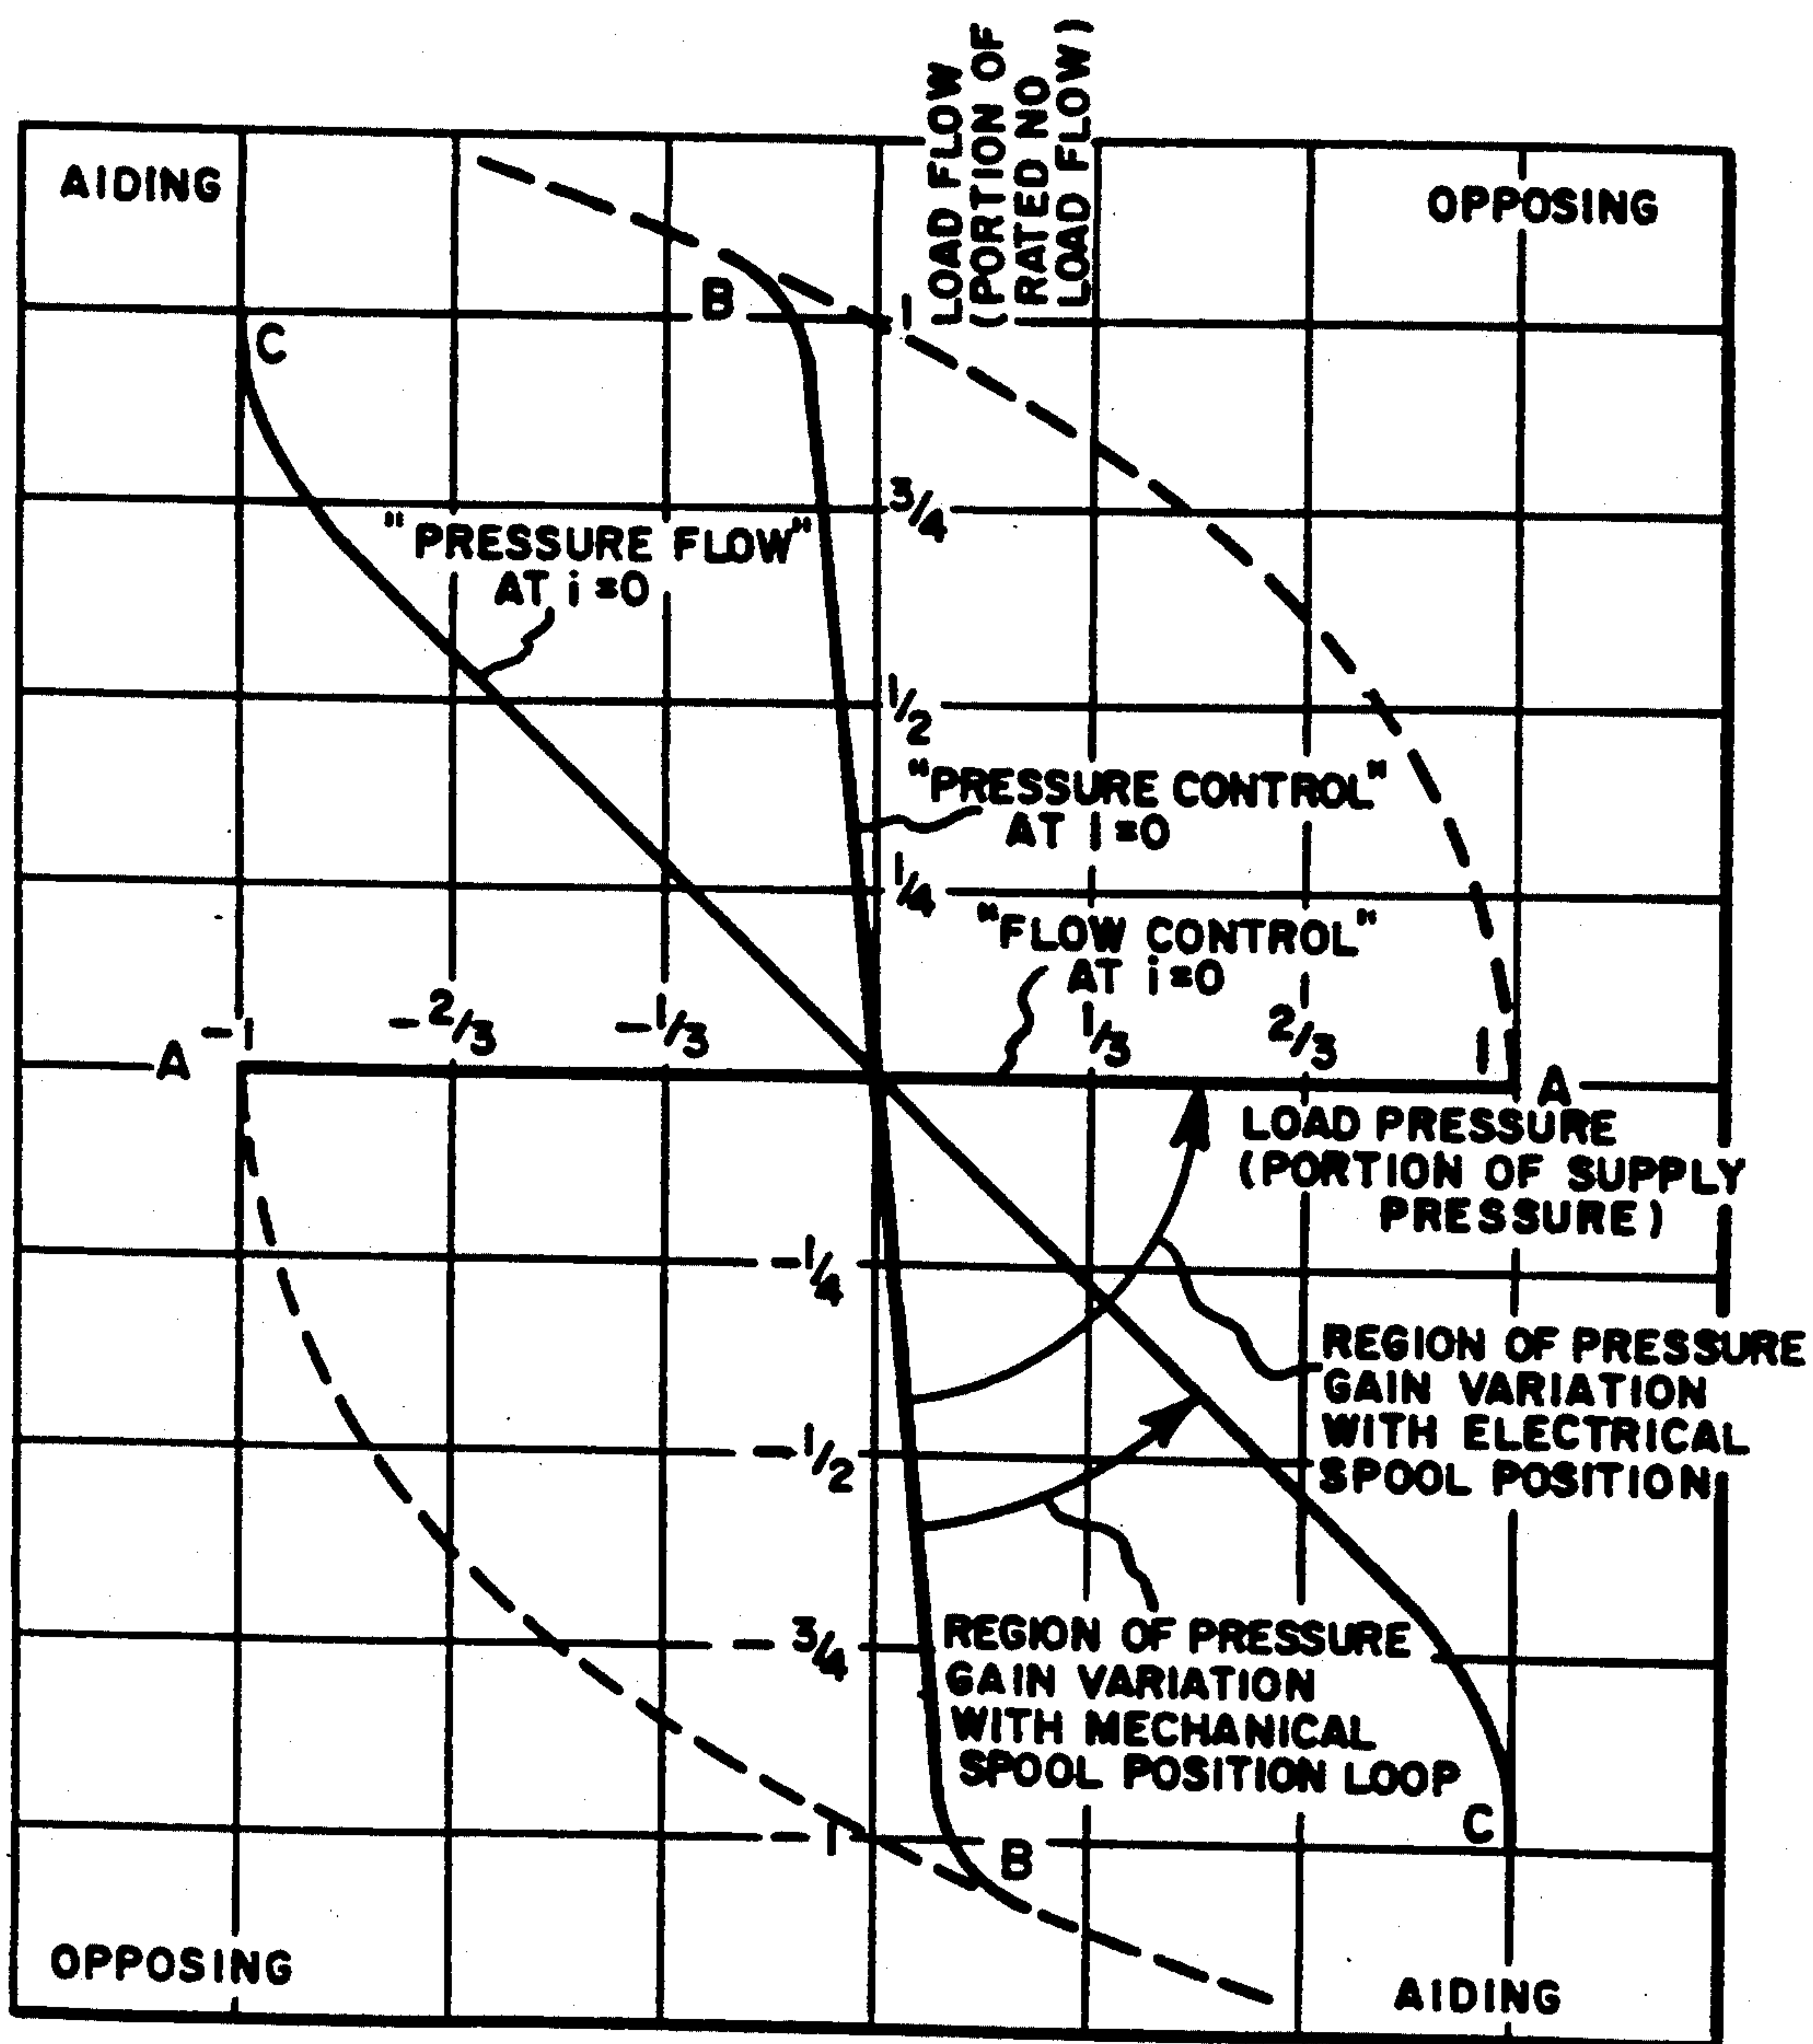 LOAD FLOW
(PORTION OF
RATED NO
LOAD FLOW)
AIDING
OPPOSING
B
1
C
3/4
"PRESSURE FLOW"
AT i=0
1/2
"PRESSURE CONTROL"
AT i=0
1/4
"FLOW CONTROL"
AT i=0
-1
-2/3
-1/3
1/3
2/3
1
A
A
LOAD PRESSURE
(PORTION OF SUPPLY
PRESSURE)
-1/4
REGION OF PRESSURE
GAIN VARIATION
WITH ELECTRICAL
SPOOL POSITION
-1/2
-3/4
REGION OF PRESSURE
GAIN VARIATION
WITH MECHANICAL
SPOOL POSITION LOOP
C
-1
B
OPPOSING
AIDING